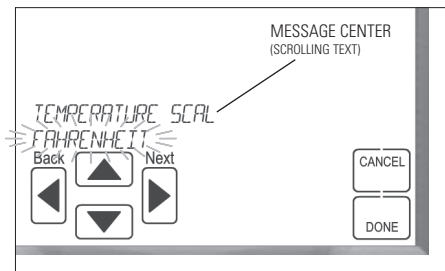 MESSAGE CENTER
(SCROLLING TEXT)
TEMPERATURE SCAL
FAHRENHEIT
Back
Next
CANCEL
DONE